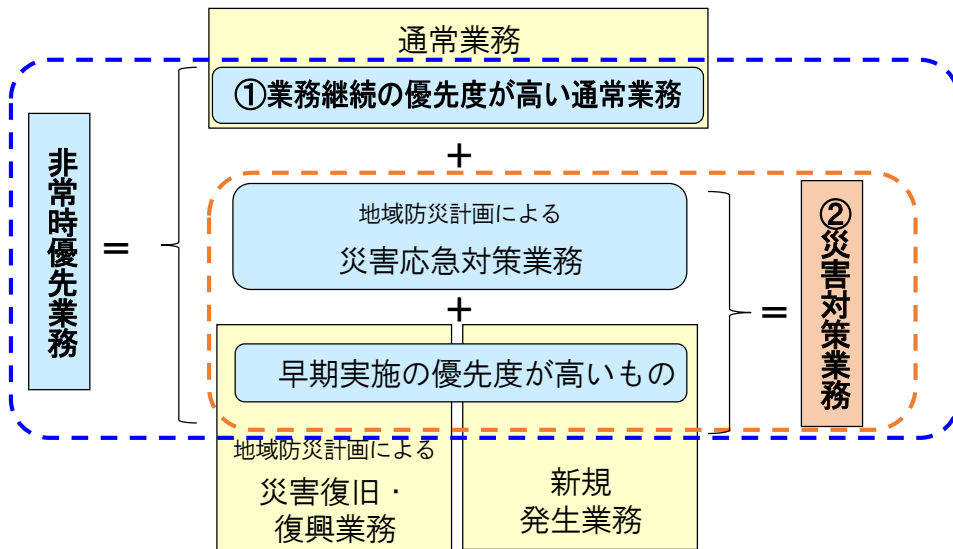 通常業務
①業務継続の優先度が高い通常業務
+
非常時優先業務
=
地域防災計画による
災害応急対策業務
+
=
②災害対策業務
早期実施の優先度が高いもの
地域防災計画による
災害復旧・
復興業務
新規
発生業務